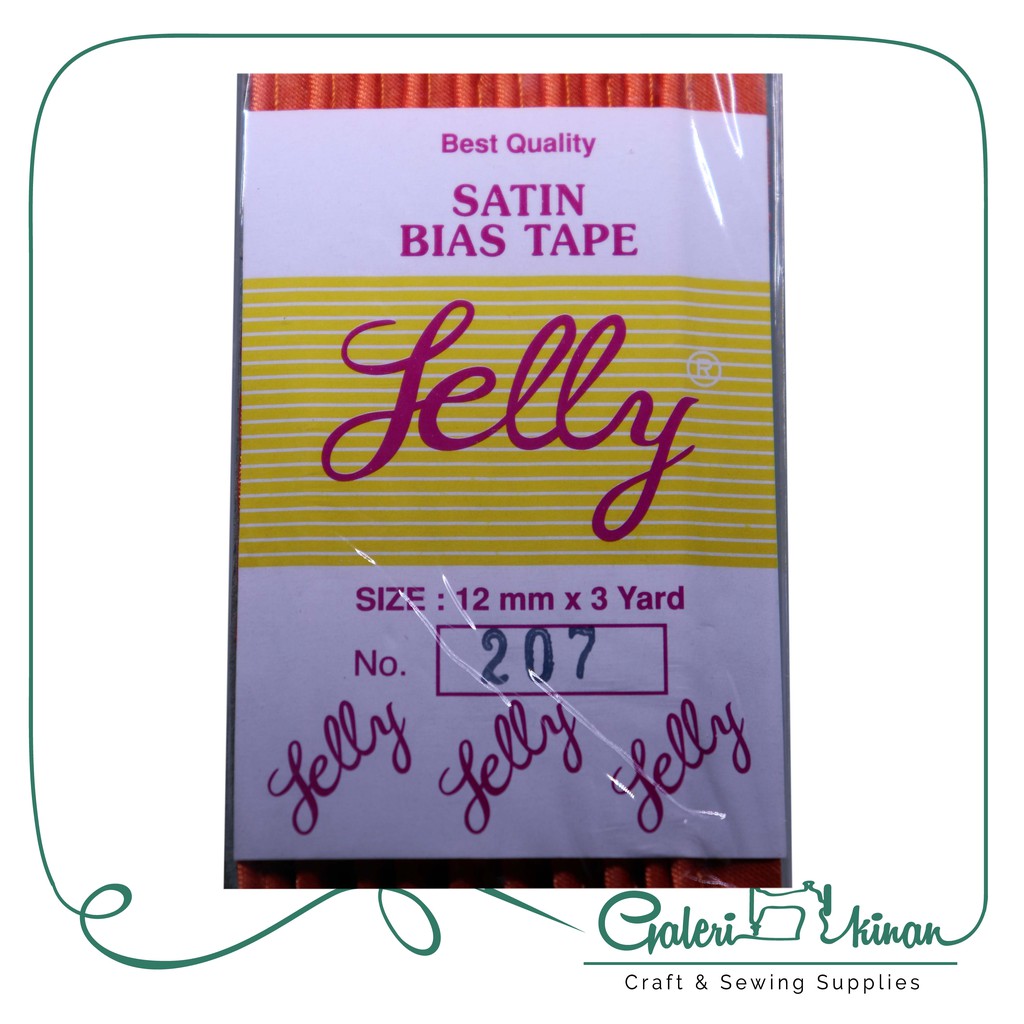 Best Quality
SATIN
BIAS TAPE
Jelly ®
SIZE : 12 mm x 3 Yard
No. 207
Jelly Jelly Jelly
Galeri Ukinan
Craft & Sewing Supplies